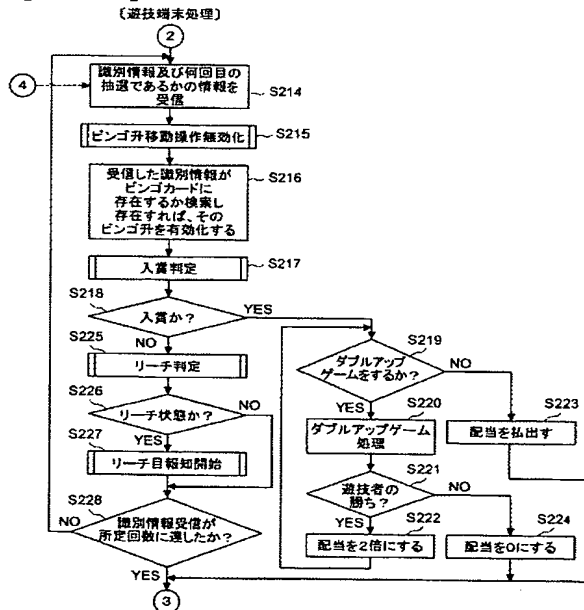 〔遊技端末処理〕
2
4
識別情報及び何回目の
抽選であるかの情報を
受信
S214
ビンゴ升移動操作無効化
S215
受信した識別情報が
ビンゴカードに
存在するか検索し
存在すれば、その
ビンゴ升を有効化する
S216
入賞判定
S217
S218
入賞か?
YES
NO
S225
リーチ判定
S226
リーチ状態か?
NO
YES
S227
リーチ目報知開始
S228
識別情報受信が
所定回数に達したか?
NO
YES
3
S219
ダブルアップ
ゲームをするか?
NO
YES
S220
ダブルアップゲーム
処理
S223
配当を払出す
S221
遊技者の
勝ち?
NO
YES
S222
配当を2倍にする
S224
配当を0にする